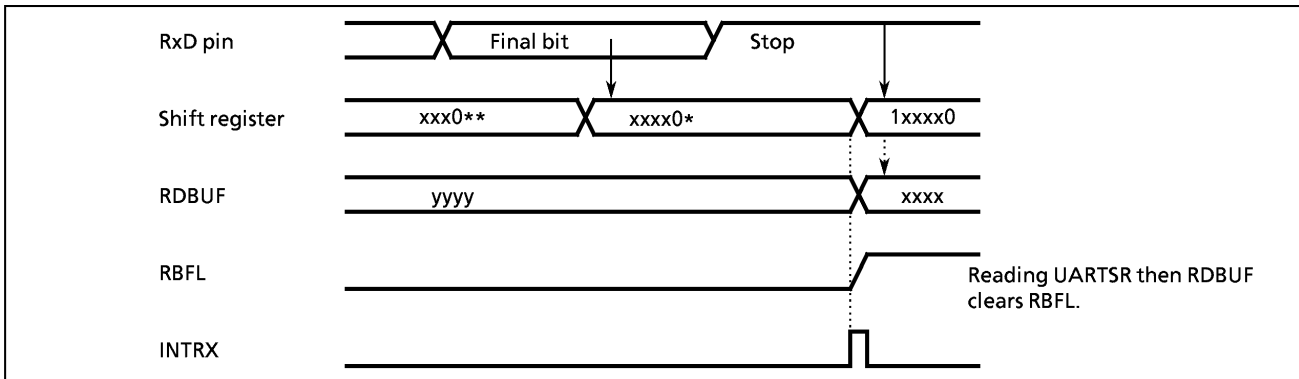 RxD pin
Final bit
Stop
Shift register
xxx0**
xxxx0*
1xxxx0
RDBUF
yyyy
xxxx
RBFL
Reading UARTSR then RDBUF
clears RBFL.
INTRX